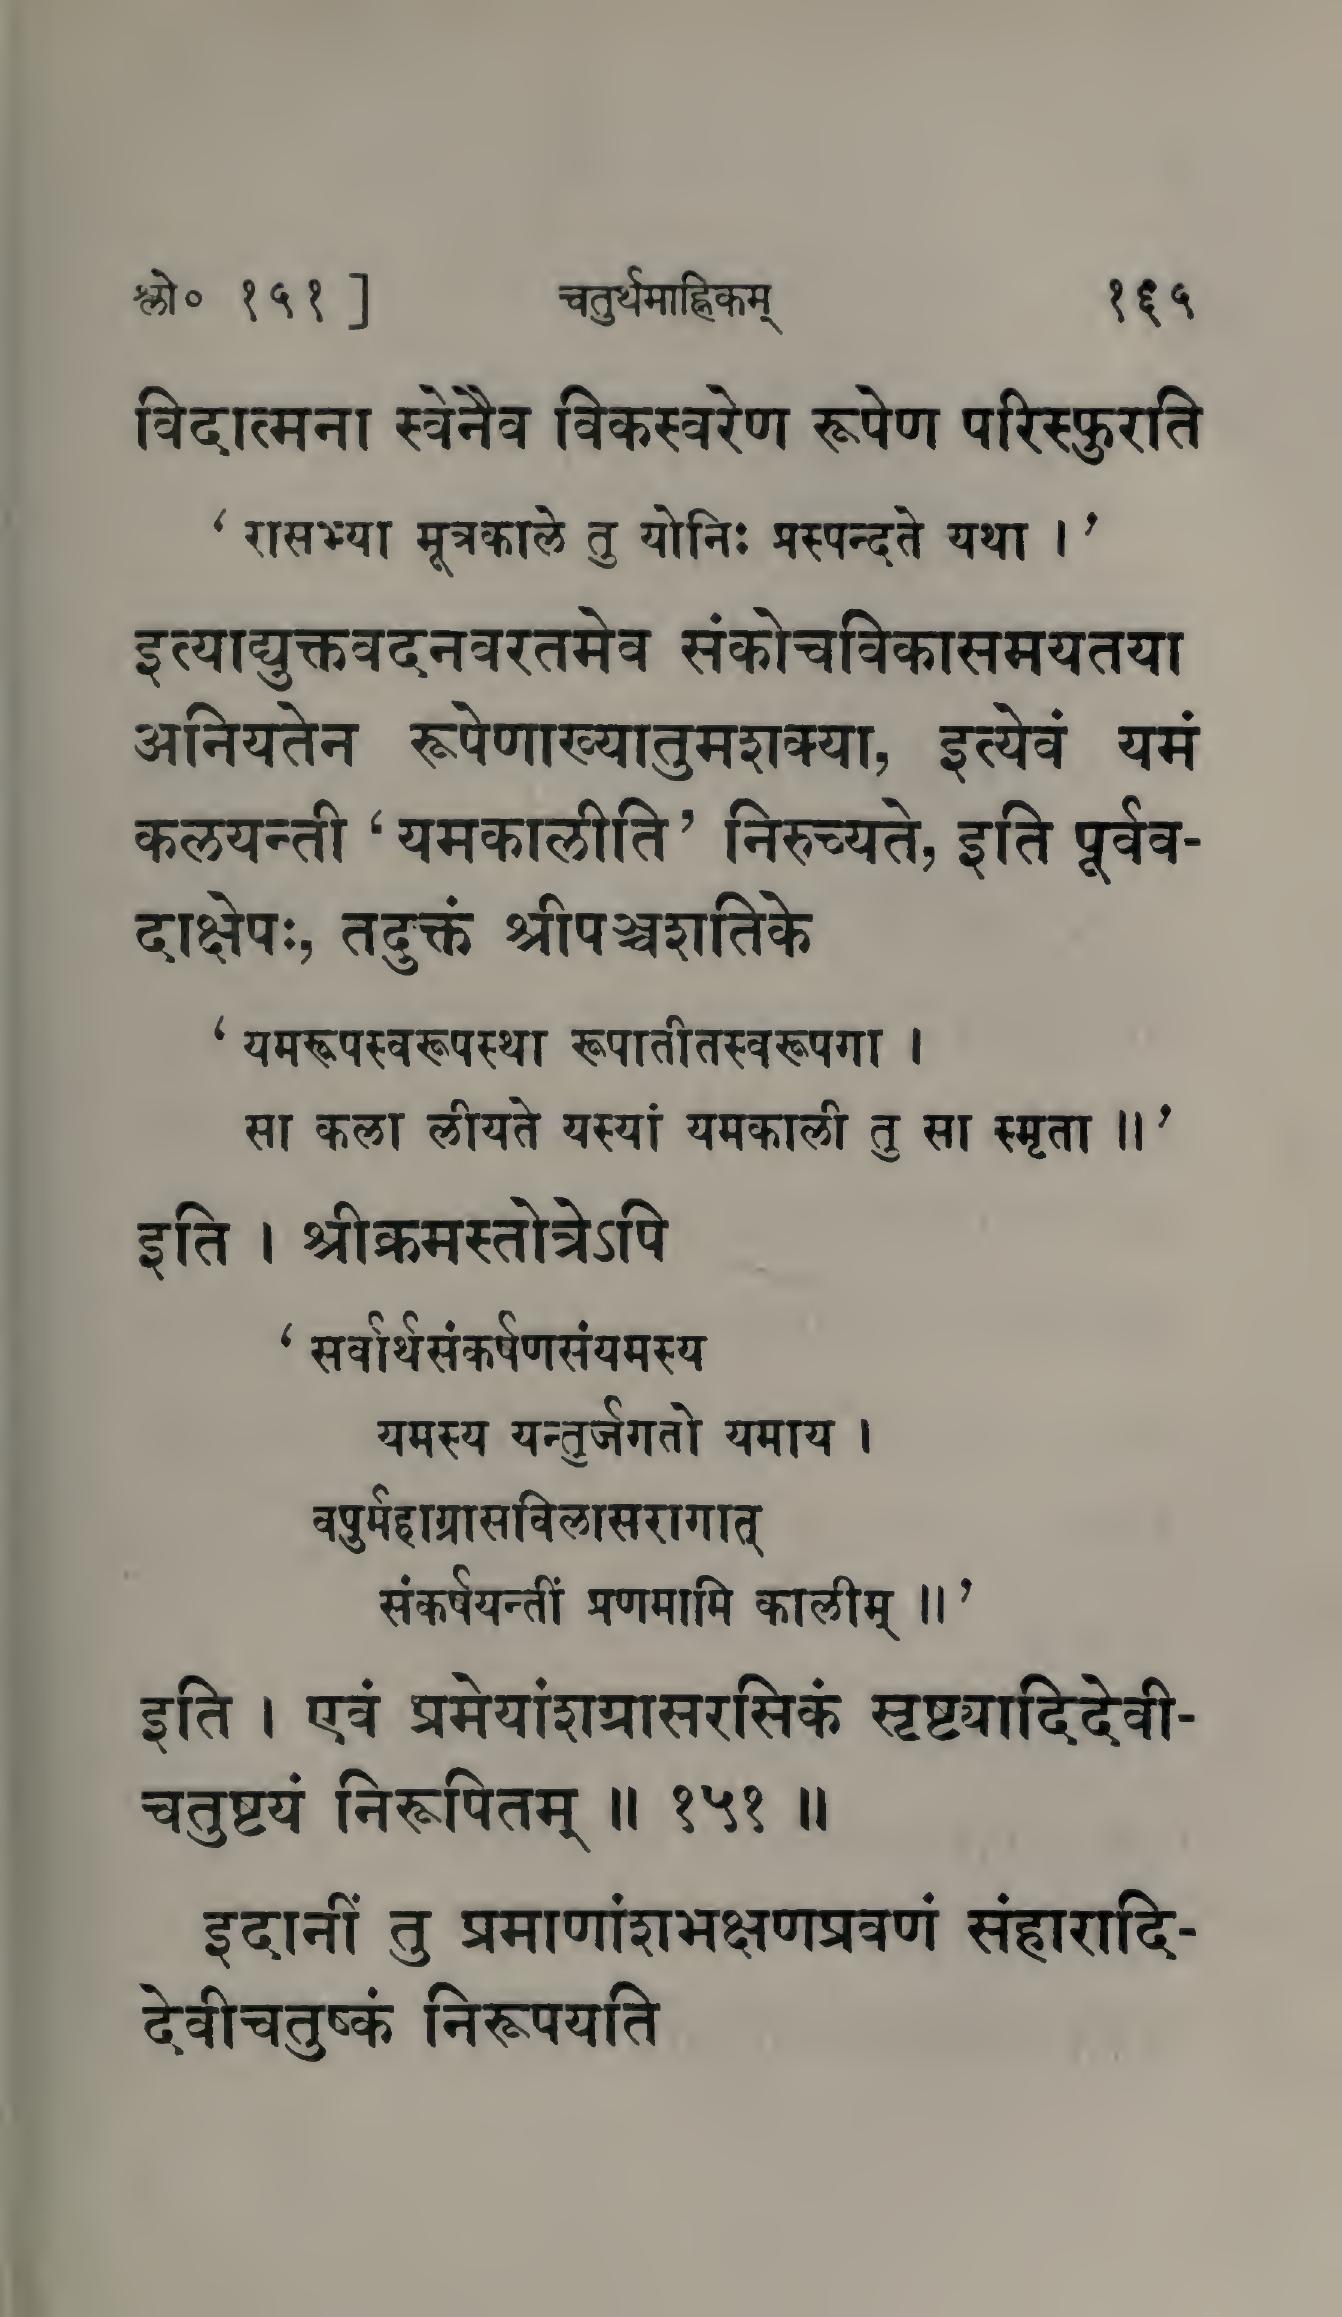 श्लो० १५१ ] चतुर्थमाह्निकम् १६५
विदात्मना स्वेनैव विकस्वरेण रूपेण परिस्फुरति
‘ रासभ्या मूत्रकाले तु योनिः प्रस्पन्दते यथा । ’
इत्याद्युक्तवदनवरतमेव संकोचविकासमयतया
अनियतेन रूपेणाख्यातुमशक्या, इत्येवं यमं
कलयन्ती ‘ यमकालीति ’ निरुच्यते, इति पूर्वव-
दाक्षेपः, तदुक्तं श्रीपञ्चशतिके
‘ यमरूपस्वरूपस्था रूपातीतस्वरूपगा ।
सा कला लीयते यस्यां यमकाली तु सा स्मृता ॥ ’
इति । श्रीक्रमस्तोत्रेऽपि
‘ सर्वार्थसंकर्षणसंयमस्य
यमस्य यन्तुर्जगतो यमाय ।
वपुर्महाग्रासविलासरागात्
संकर्षयन्तीं प्रणमामि कालीम् ॥ ’
इति । एवं प्रमेयांशग्रासरसिकं सृष्ट्यादिदेवी-
चतुष्टयं निरूपितम् ॥ १५१ ॥
इदानीं तु प्रमाणांशभक्षणप्रवणं संहारादि-
देवीचतुष्कं निरूपयति